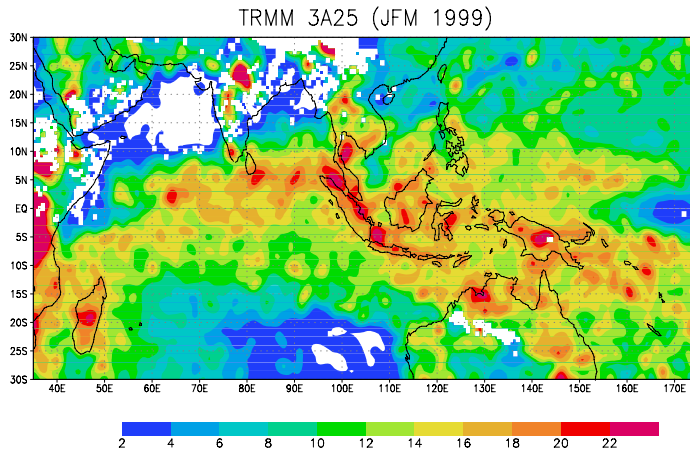 TRMM 3A25 (JFM 1999)
30N
25N
20N
15N
10N
5N
EQ
5S
10S
15S
20S
25S
30S
40E 50E 60E 70E 80E 90E 100E 110E 120E 130E 140E 150E 160E 170E
2 4 6 8 10 12 14 16 18 20 22